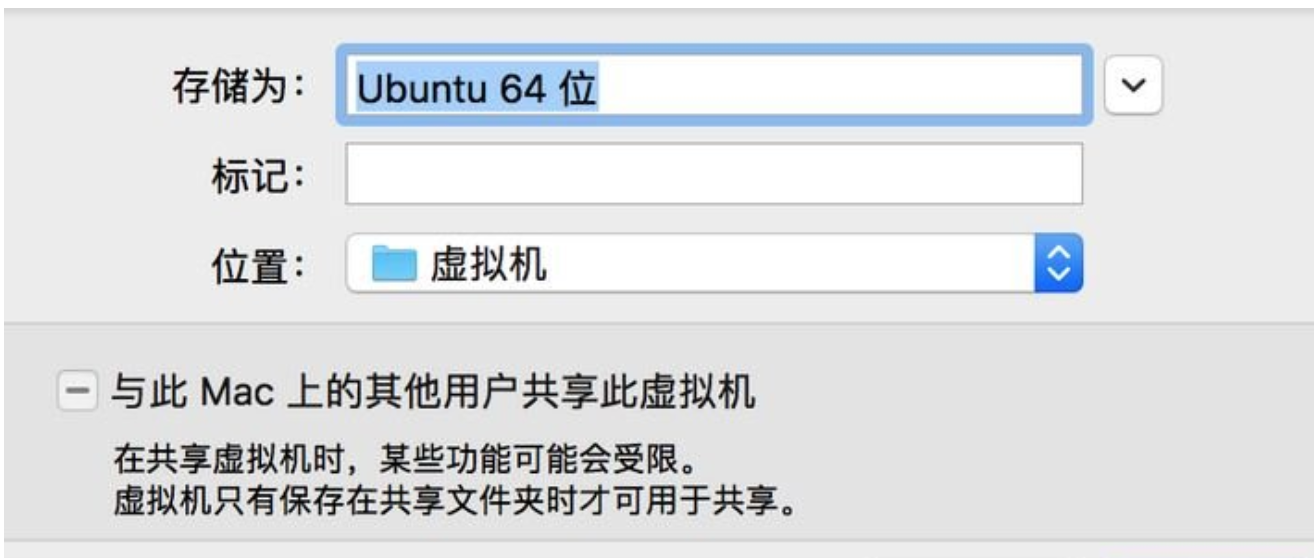 存储为： Ubuntu 64 位
标记：
位置： 虚拟机
与此 Mac 上的其他用户共享此虚拟机
在共享虚拟机时，某些功能可能会受限。
虚拟机只有保存在共享文件夹时才可用于共享。